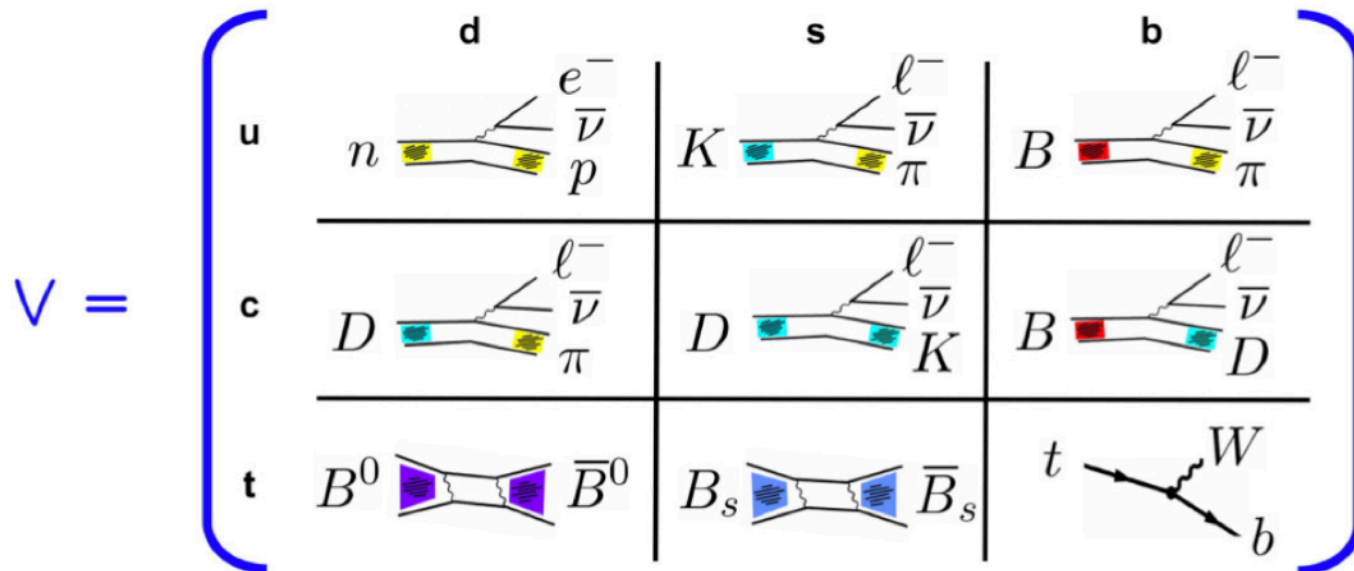 d s b
u n e⁻ ν̅ p K ℓ⁻ ν̅ π B ℓ⁻ ν̅ π
V =
c D ℓ⁻ ν̅ π D ℓ⁻ ν̅ K B ℓ⁻ ν̅ D
t B⁰ B̅⁰ Bₛ B̅ₛ t W b